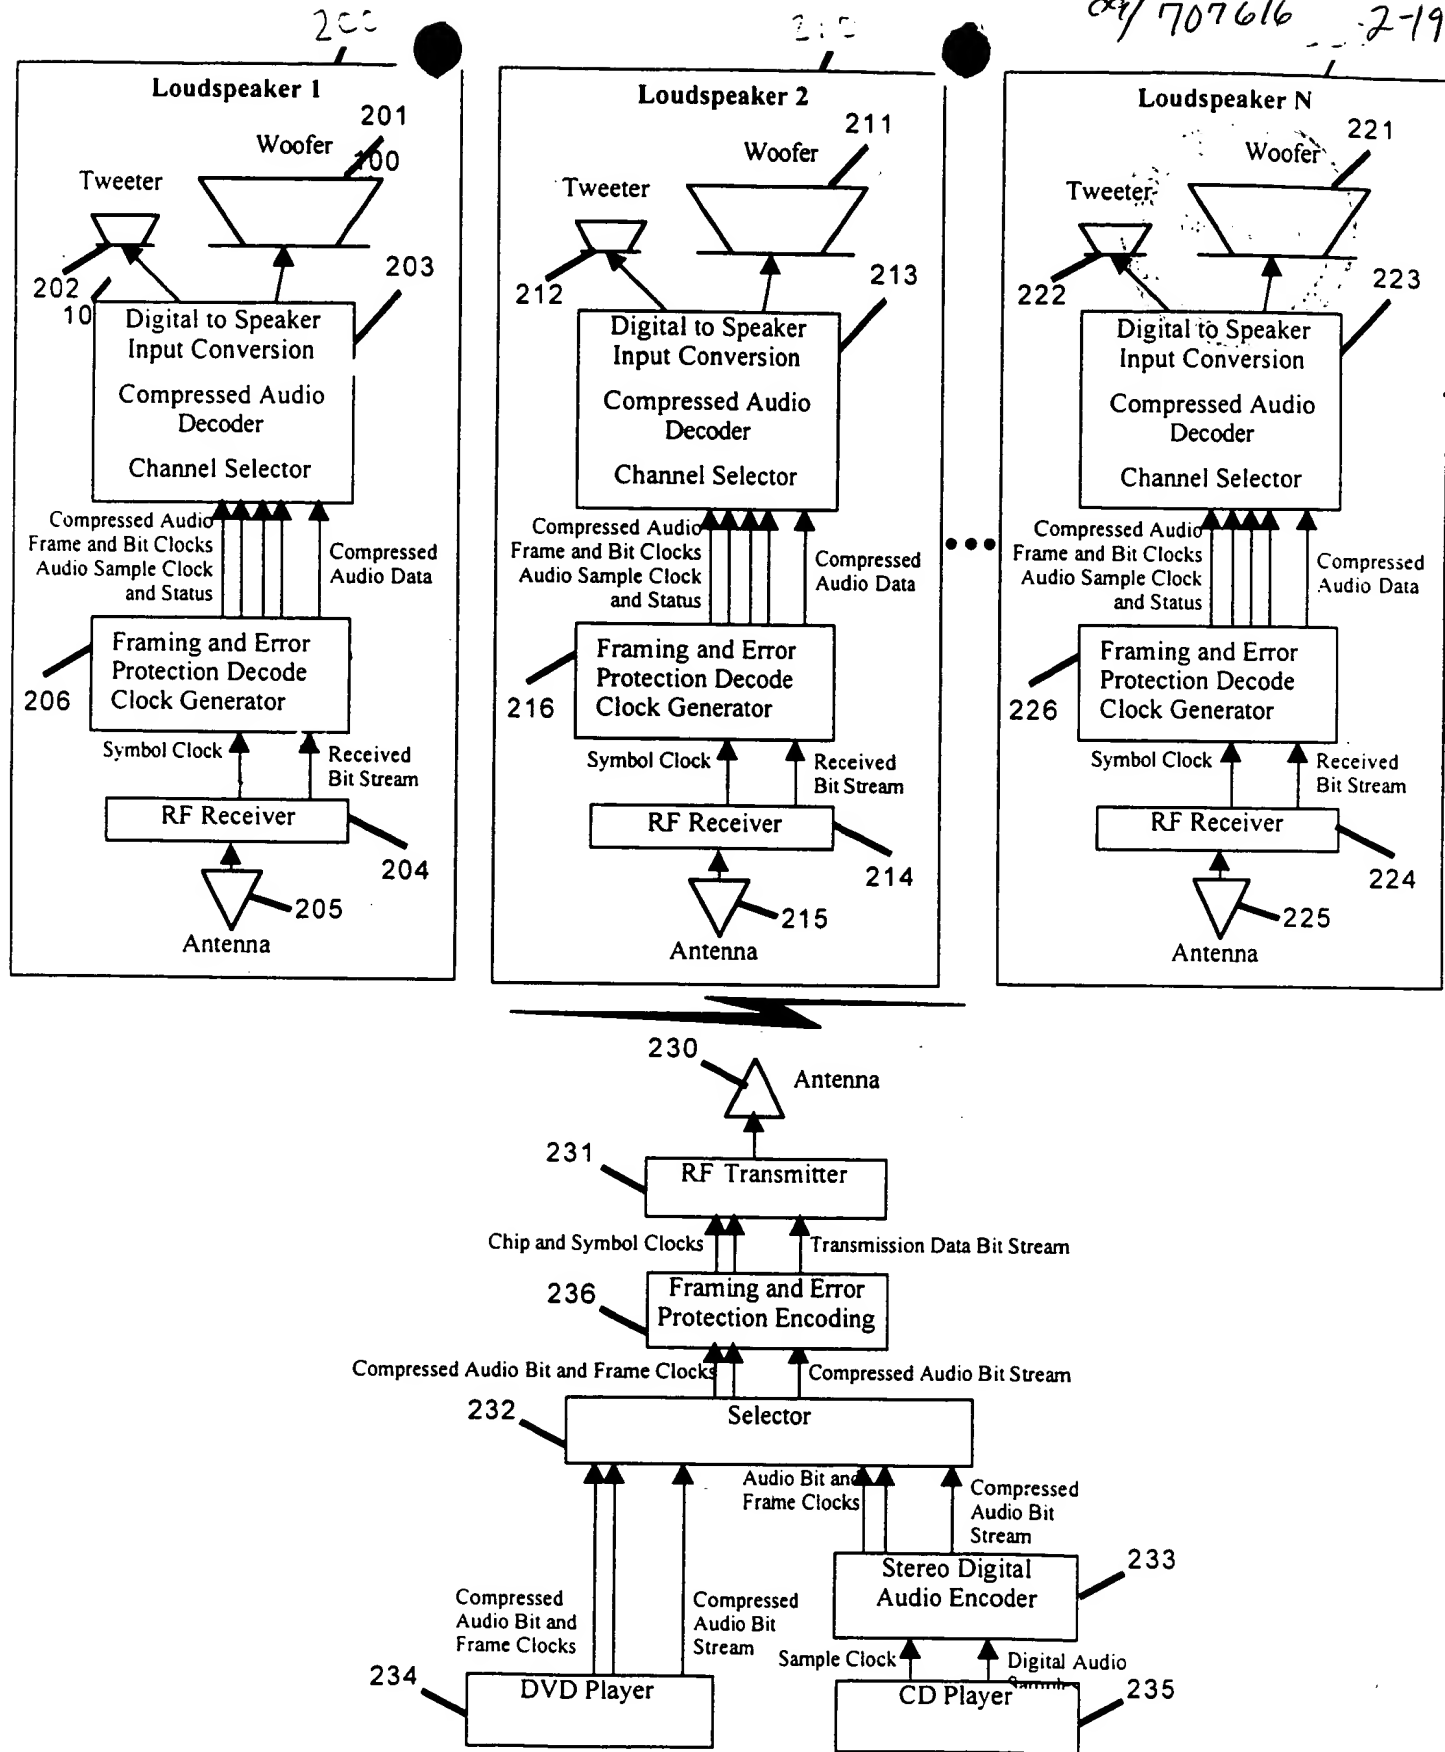 200
09/707616
2-19
Loudspeaker 1
201
Woofer
100
Tweeter
202
10
203
Digital to Speaker
Input Conversion
Compressed Audio
Decoder
Channel Selector
Compressed Audio
Frame and Bit Clocks
Audio Sample Clock
and Status
Compressed
Audio Data
Framing and Error
Protection Decode
Clock Generator
206
Symbol Clock
Received
Bit Stream
RF Receiver
204
205
Antenna
Loudspeaker 2
211
Woofer
Tweeter
212
213
Digital to Speaker
Input Conversion
Compressed Audio
Decoder
Channel Selector
Compressed Audio
Frame and Bit Clocks
Audio Sample Clock
and Status
Compressed
Audio Data
Framing and Error
Protection Decode
Clock Generator
216
Symbol Clock
Received
Bit Stream
RF Receiver
214
215
Antenna
Loudspeaker N
221
Woofer
Tweeter
222
223
Digital to Speaker
Input Conversion
Compressed Audio
Decoder
Channel Selector
Compressed Audio
Frame and Bit Clocks
Audio Sample Clock
and Status
Compressed
Audio Data
Framing and Error
Protection Decode
Clock Generator
226
Symbol Clock
Received
Bit Stream
RF Receiver
224
225
Antenna
230
Antenna
231
RF Transmitter
Chip and Symbol Clocks
Transmission Data Bit Stream
236
Framing and Error
Protection Encoding
Compressed Audio Bit and Frame Clocks
Compressed Audio Bit Stream
232
Selector
Audio Bit and
Frame Clocks
Compressed
Audio Bit
Stream
Stereo Digital
Audio Encoder
233
Compressed
Audio Bit and
Frame Clocks
Compressed
Audio Bit
Stream
Sample Clock
Digital Audio
234
DVD Player
CD Player
235